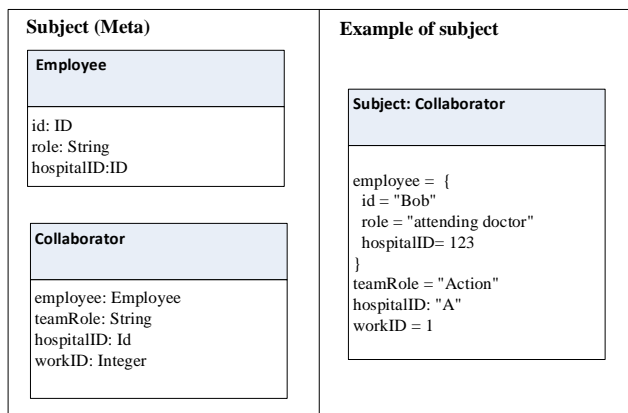 Subject (Meta)
Employee
id: ID
role: String
hospitalID:ID
Collaborator
employee: Employee
teamRole: String
hospitalID: Id
workID: Integer
Example of subject
Subject: Collaborator
employee = {
id = "Bob"
role = "attending doctor"
hospitalID= 123
}
teamRole = "Action"
hospitalID: "A"
workID = 1